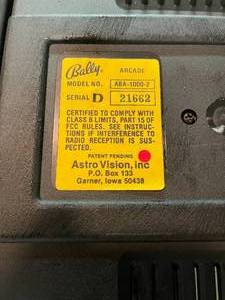 Bally ARCADE
MODEL NO. ABA-1000-2
SERIAL D 21662
CERTIFIED TO COMPLY WITH
CLASS B LIMITS, PART 15 OF
FCC RULES. SEE INSTRUC-
TIONS IF INTERFERENCE TO
RADIO RECEPTION IS SUS-
PECTED.
PATENT PENDING
Astro Vision, Inc
P.O. Box 133
Garner, Iowa 50438